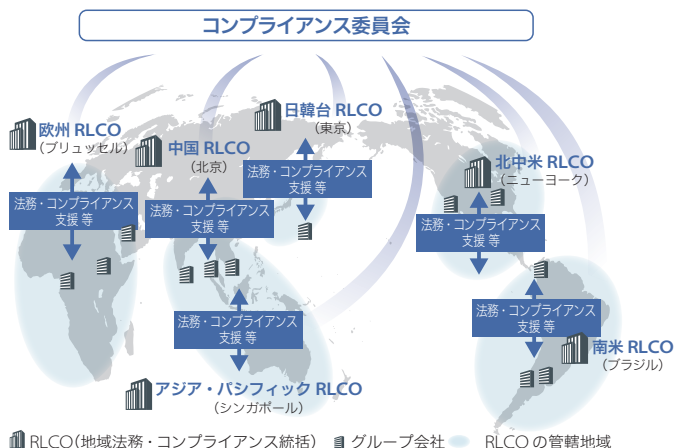 コンプライアンス委員会
日韓台 RLCO
(東京)
欧州 RLCO
(ブリュッセル)
中国 RLCO
(北京)
北中米 RLCO
(ニューヨーク)
法務・コンプライアンス
支援 等
法務・コンプライアンス
支援 等
法務・コンプライアンス
支援 等
法務・コンプライアンス
支援 等
法務・コンプライアンス
支援 等
法務・コンプライアンス
支援 等
南米 RLCO
(ブラジル)
アジア・パシフィック RLCO
(シンガポール)
RLCO(地域法務・コンプライアンス統括)
グループ会社
RLCO の管轄地域